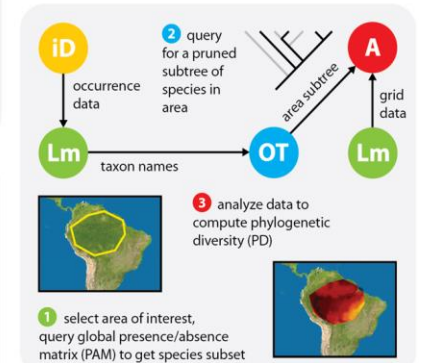 iD
2 query
for a pruned
subtree of
species in
area
A
occurrence
data
area subtree
grid
data
Lm
taxon names
OT
Lm
3 analyze data to
compute phylogenetic
diversity (PD)
1 select area of interest,
query global presence/absence
matrix (PAM) to get species subset